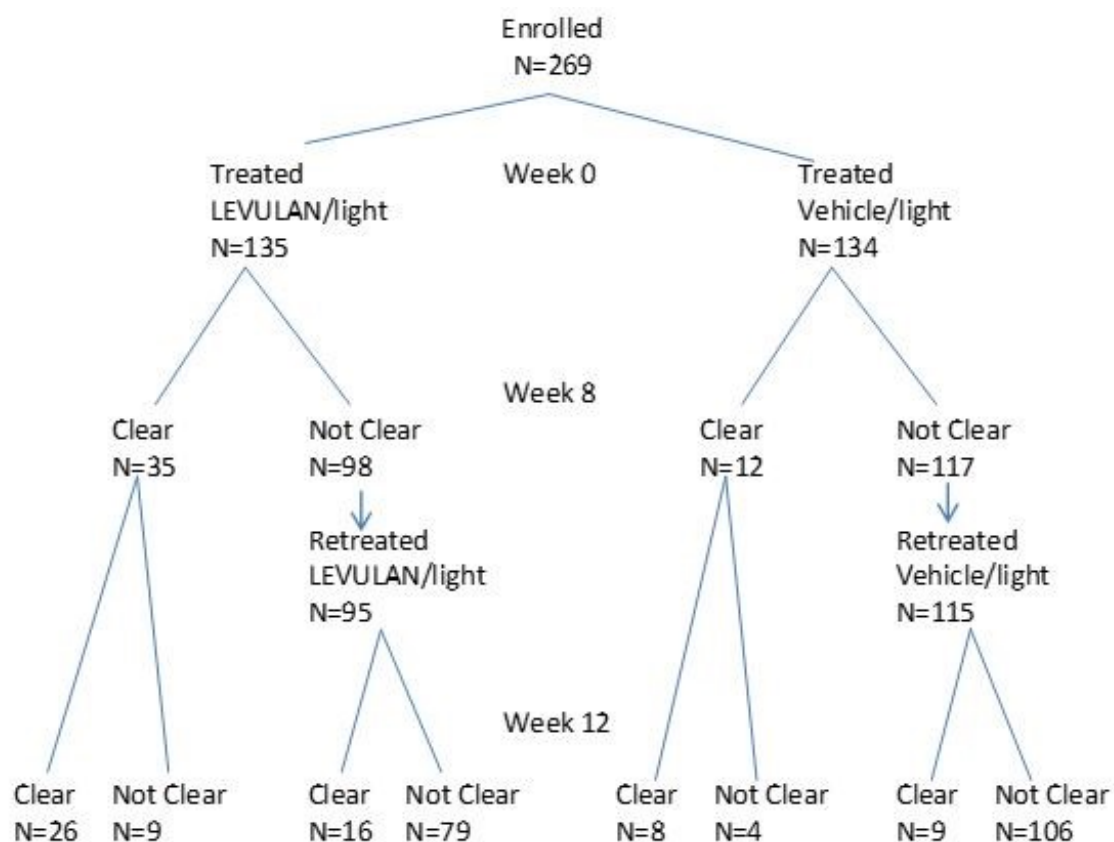 Enrolled
N=269
Week 0
Treated
LEVULAN/light
N=135
Treated
Vehicle/light
N=134
Week 8
Clear
N=35
Not Clear
N=98
Clear
N=12
Not Clear
N=117
Retreated
LEVULAN/light
N=95
Retreated
Vehicle/light
N=115
Week 12
Clear
N=26
Not Clear
N=9
Clear
N=16
Not Clear
N=79
Clear
N=8
Not Clear
N=4
Clear
N=9
Not Clear
N=106